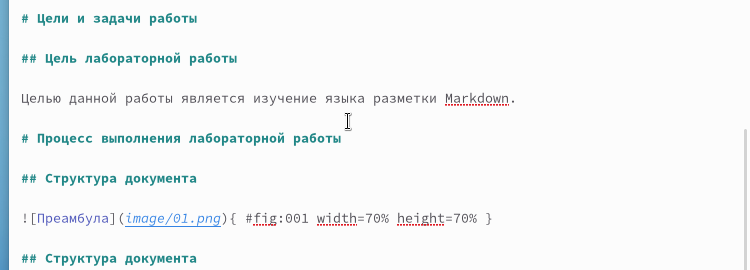 # Цели и задачи работы
## Цель лабораторной работы
Целью данной работы является изучение языка разметки Markdown.
# Процесс выполнения лабораторной работы
## Структура документа
![Преамбула](image/01.png){ #fig:001 width=70% height=70% }
## Структура документа